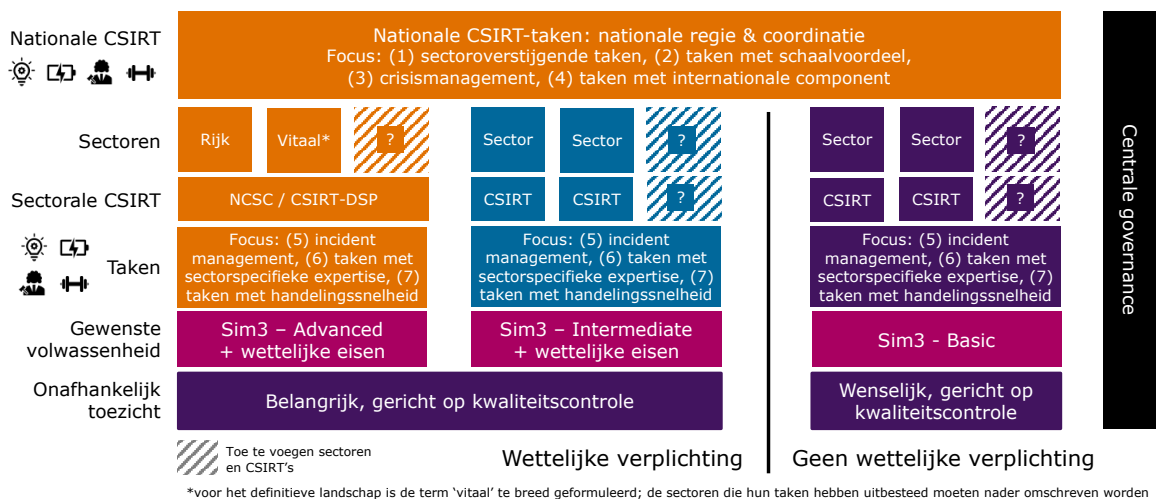 Nationale CSIRT
Nationale CSIRT-taken: nationale regie & coordinatie
Focus: (1) sectoroverstijgende taken, (2) taken met schaalvoordeel,
(3) crisismanagement, (4) taken met internationale component
Sectoren
Rijk
Vitaal*
?
Sector
Sector
?
Sector
Sector
?
Sectorale CSIRT
NCSC / CSIRT-DSP
CSIRT
CSIRT
?
CSIRT
CSIRT
?
Taken
Focus: (5) incident
management, (6) taken met
sectorspecifieke expertise, (7)
taken met handelingssnelheid
Focus: (5) incident
management, (6) taken met
sectorspecifieke expertise, (7)
taken met handelingssnelheid
Focus: (5) incident
management, (6) taken met
sectorspecifieke expertise, (7)
taken met handelingssnelheid
Gewenste
volwassenheid
Sim3 – Advanced
+ wettelijke eisen
Sim3 – Intermediate
+ wettelijke eisen
Sim3 - Basic
Onafhankelijk
toezicht
Belangrijk, gericht op kwaliteitscontrole
Wenselijk, gericht op
kwaliteitscontrole
Centrale governance
Toe te voegen sectoren
en CSIRT's
Wettelijke verplichting
Geen wettelijke verplichting
*voor het definitieve landschap is de term ‘vitaal’ te breed geformuleerd; de sectoren die hun taken hebben uitbesteed moeten nader omschreven worden